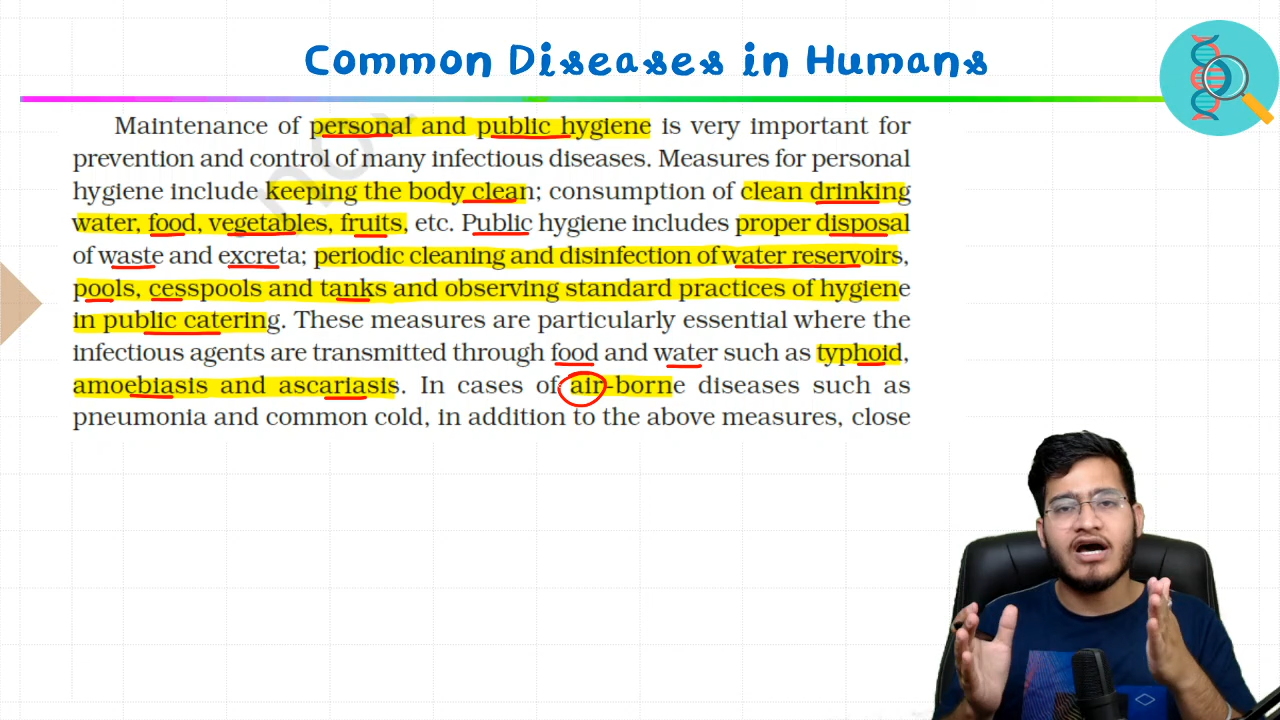 Common Diseases in Humans
Maintenance of personal and public hygiene is very important for
prevention and control of many infectious diseases. Measures for personal
hygiene include keeping the body clean; consumption of clean drinking
water, food, vegetables, fruits, etc. Public hygiene includes proper disposal
of waste and excreta; periodic cleaning and disinfection of water reservoirs,
pools, cesspools and tanks and observing standard practices of hygiene
in public catering. These measures are particularly essential where the
infectious agents are transmitted through food and water such as typhoid,
amoebiasis and ascariasis. In cases of air-borne diseases such as
pneumonia and common cold, in addition to the above measures, close